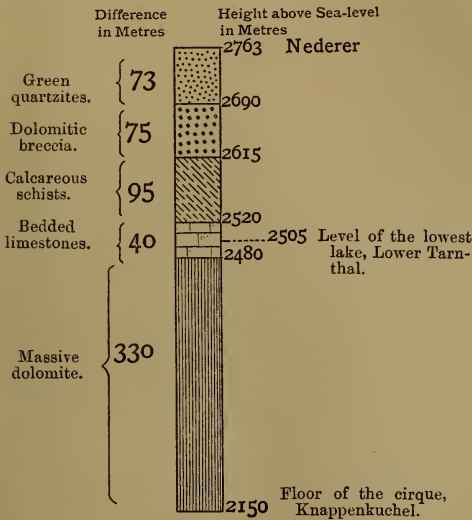 Difference
in Metres
Height above Sea-level
in Metres
2763 Nederer
Green
quartzites.
73
2690
Dolomitic
breccia.
75
2615
Calcareous
schists.
95
2520
Bedded
limestones.
40
2505 Level of the lowest
lake, Lower Tarn-
thal.
2480
Massive
dolomite.
330
2150
Floor of the cirque,
Knappenkuchel.